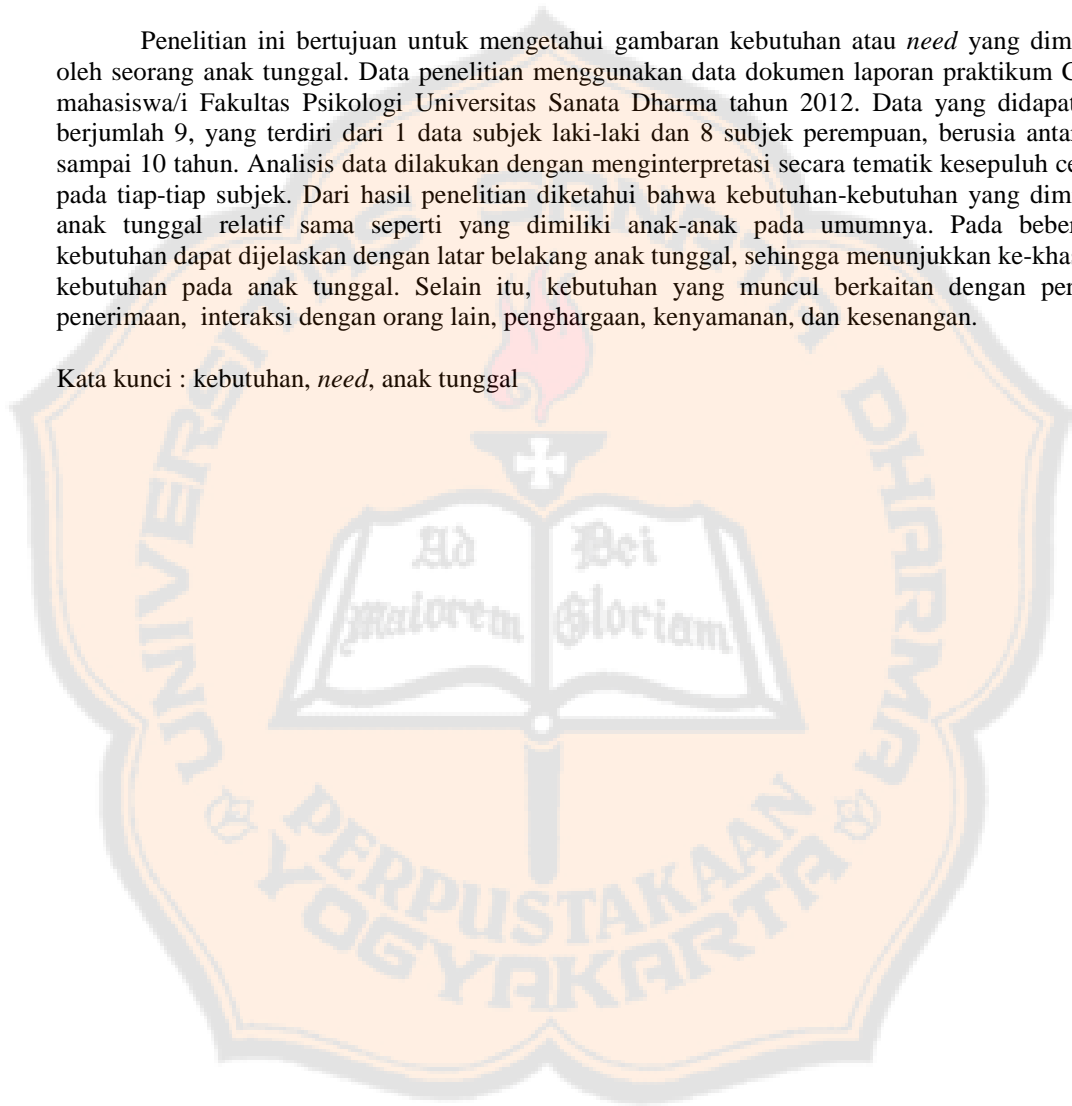 Penelitian ini bertujuan untuk mengetahui gambaran kebutuhan atau need yang dim
oleh seorang anak tunggal. Data penelitian menggunakan data dokumen laporan praktikum C
mahasiswa/i Fakultas Psikologi Universitas Sanata Dharma tahun 2012. Data yang didapat
berjumlah 9, yang terdiri dari 1 data subjek laki-laki dan 8 subjek perempuan, berusia antar
sampai 10 tahun. Analisis data dilakukan dengan menginterpretasi secara tematik kesepuluh ce
pada tiap-tiap subjek. Dari hasil penelitian diketahui bahwa kebutuhan-kebutuhan yang dim
anak tunggal relatif sama seperti yang dimiliki anak-anak pada umumnya. Pada beber
kebutuhan dapat dijelaskan dengan latar belakang anak tunggal, sehingga menunjukkan ke-khas
kebutuhan pada anak tunggal. Selain itu, kebutuhan yang muncul berkaitan dengan per
penerimaan, interaksi dengan orang lain, penghargaan, kenyamanan, dan kesenangan.
Kata kunci : kebutuhan, need, anak tunggal
UNIVERSITAS SANATA DHARMA
Ad Dei
maiorem Gloriam
PERPUSTAKAAN
YOGYAKARTA